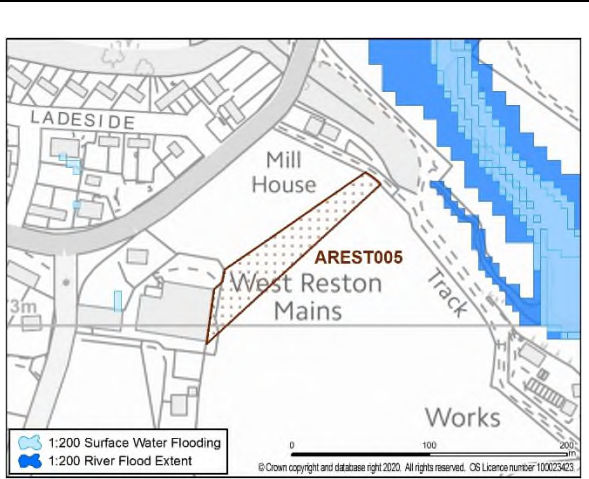 LADESIDE
Mill
House
AREST005
West Reston
Mains
3m
Track
Works
1:200 Surface Water Flooding
1:200 River Flood Extent
0 100 200
m
© Crown copyright and database right 2020. All rights reserved. OS Licence number 100023423.